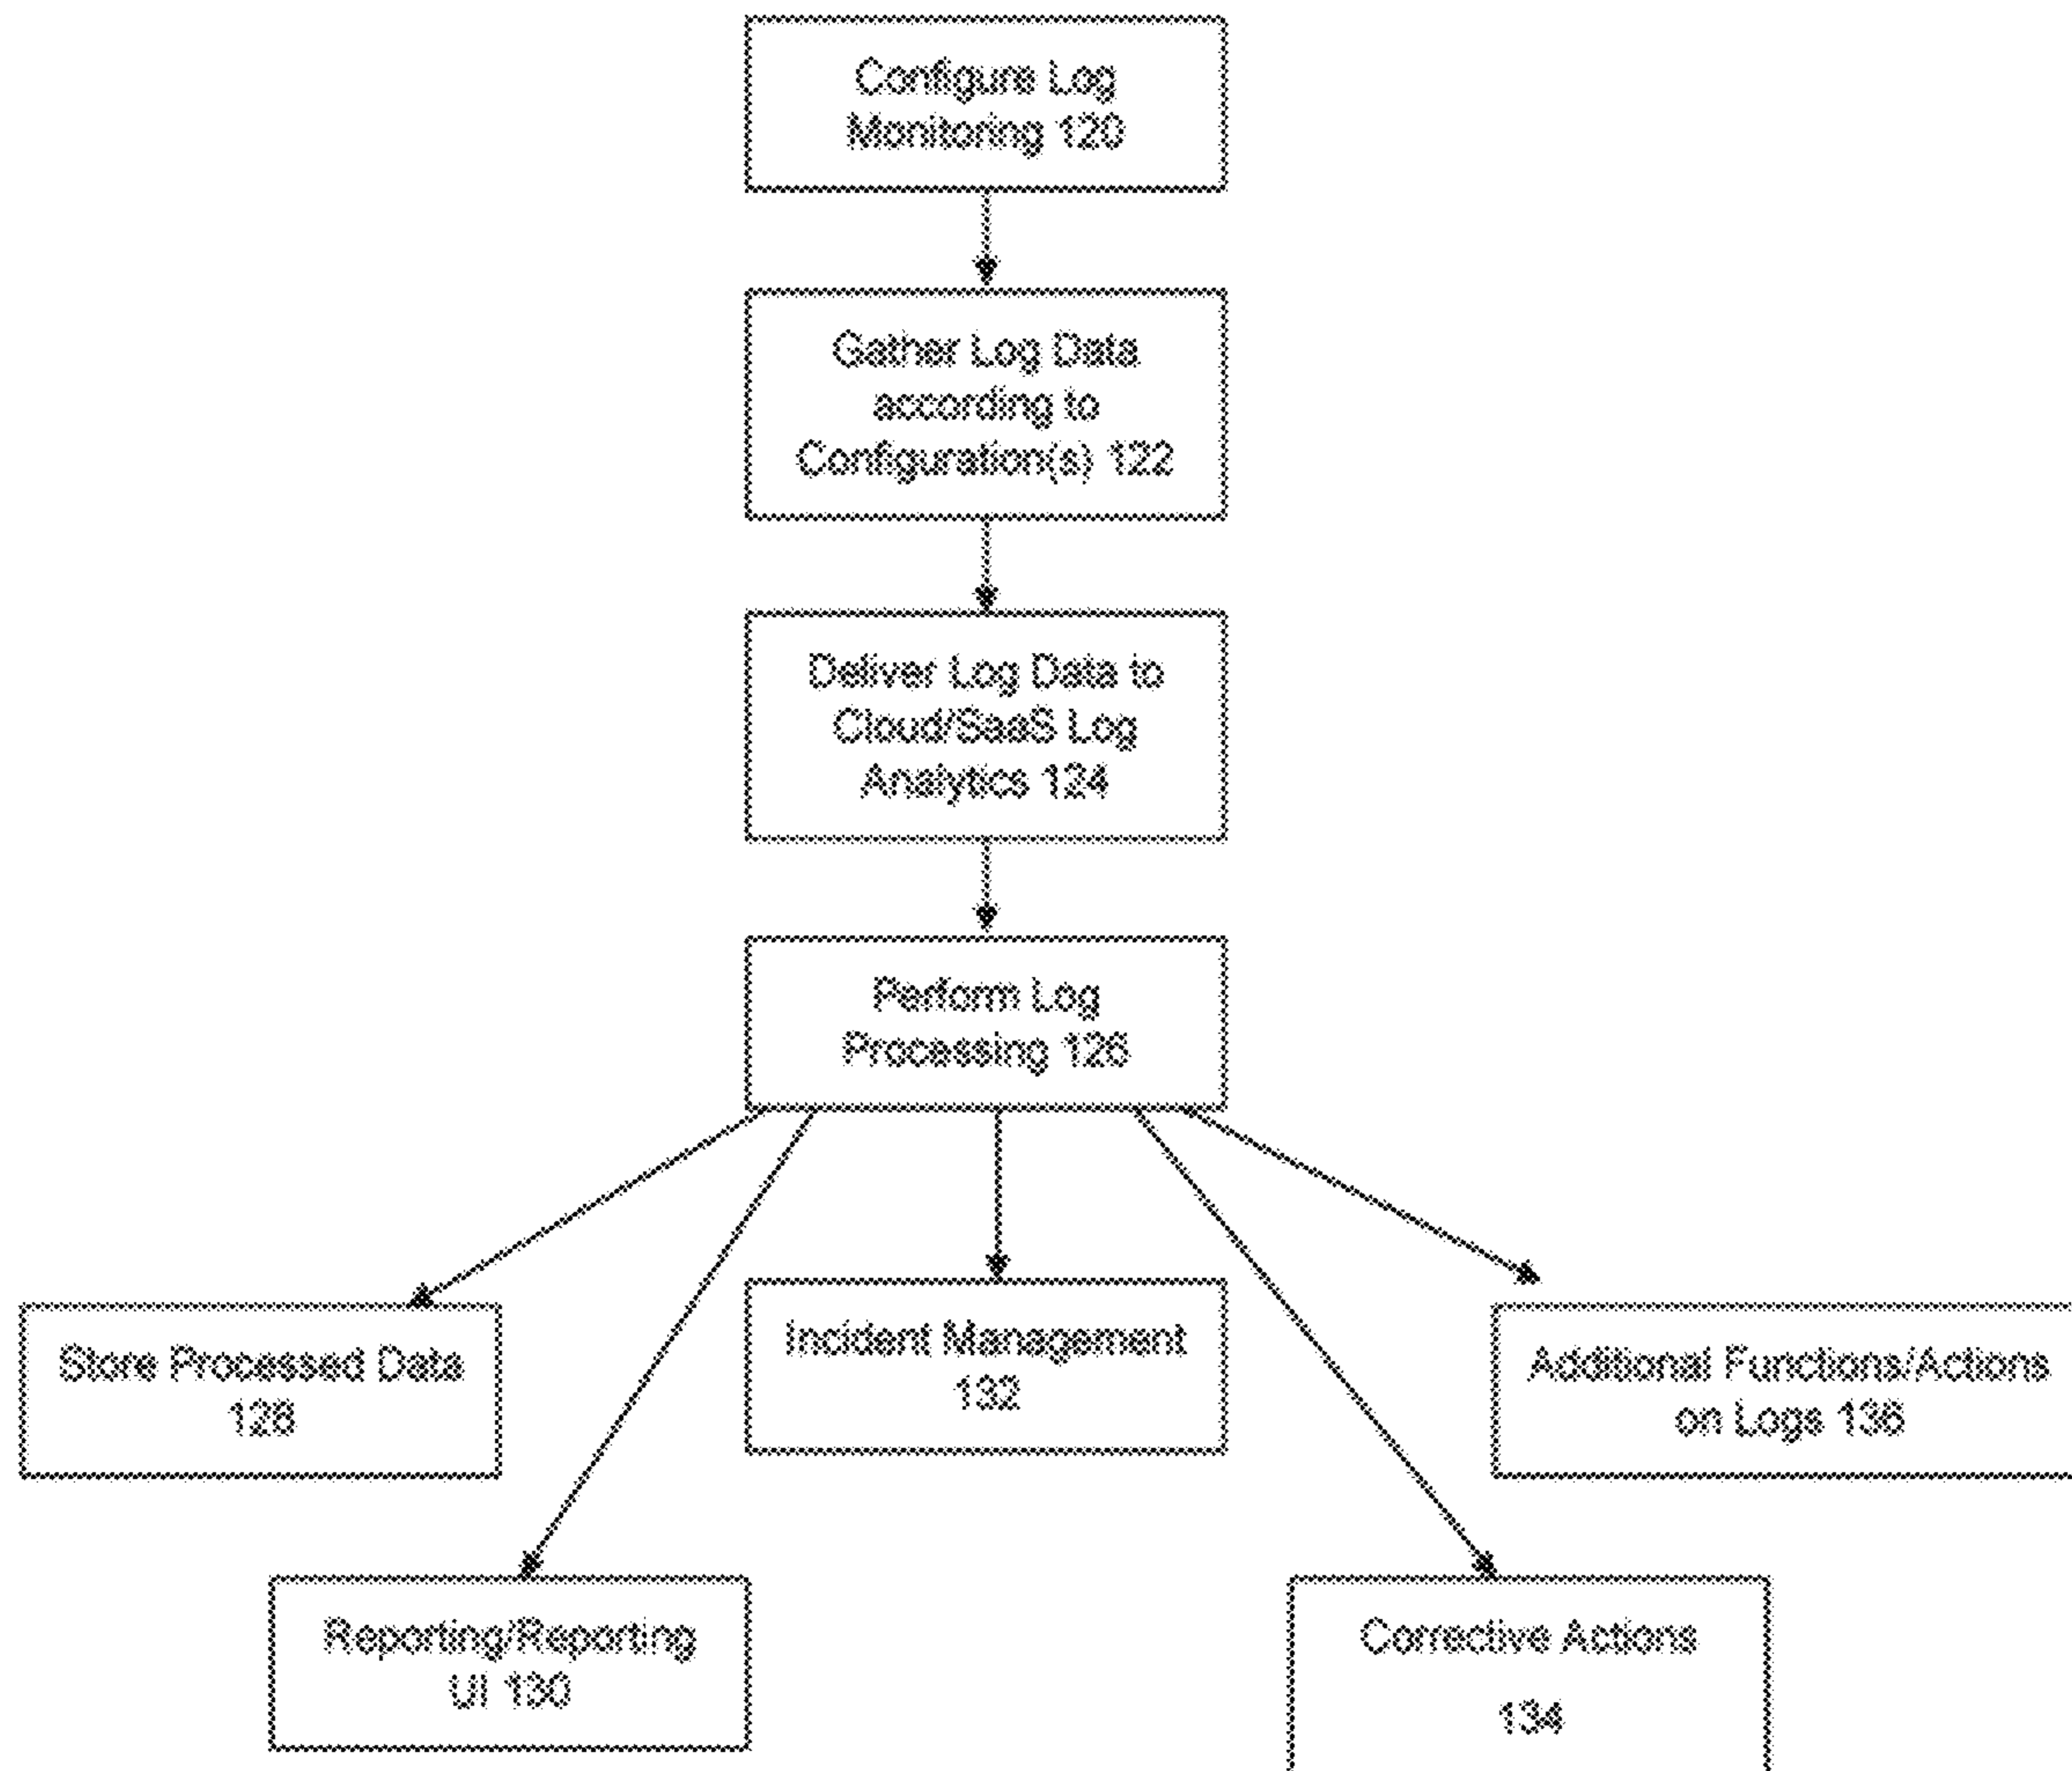 Configure Log
Monitoring 120
Gather Log Data
according to
Configuration(s) 122
Deliver Log Data to
Cloud/SaaS Log
Analytics 124
Perform Log
Processing 126
Store Processed Data
128
Incident Management
132
Additional Functions/Actions
on Logs 136
Reporting/Reporting
UI 130
Corrective Actions
134